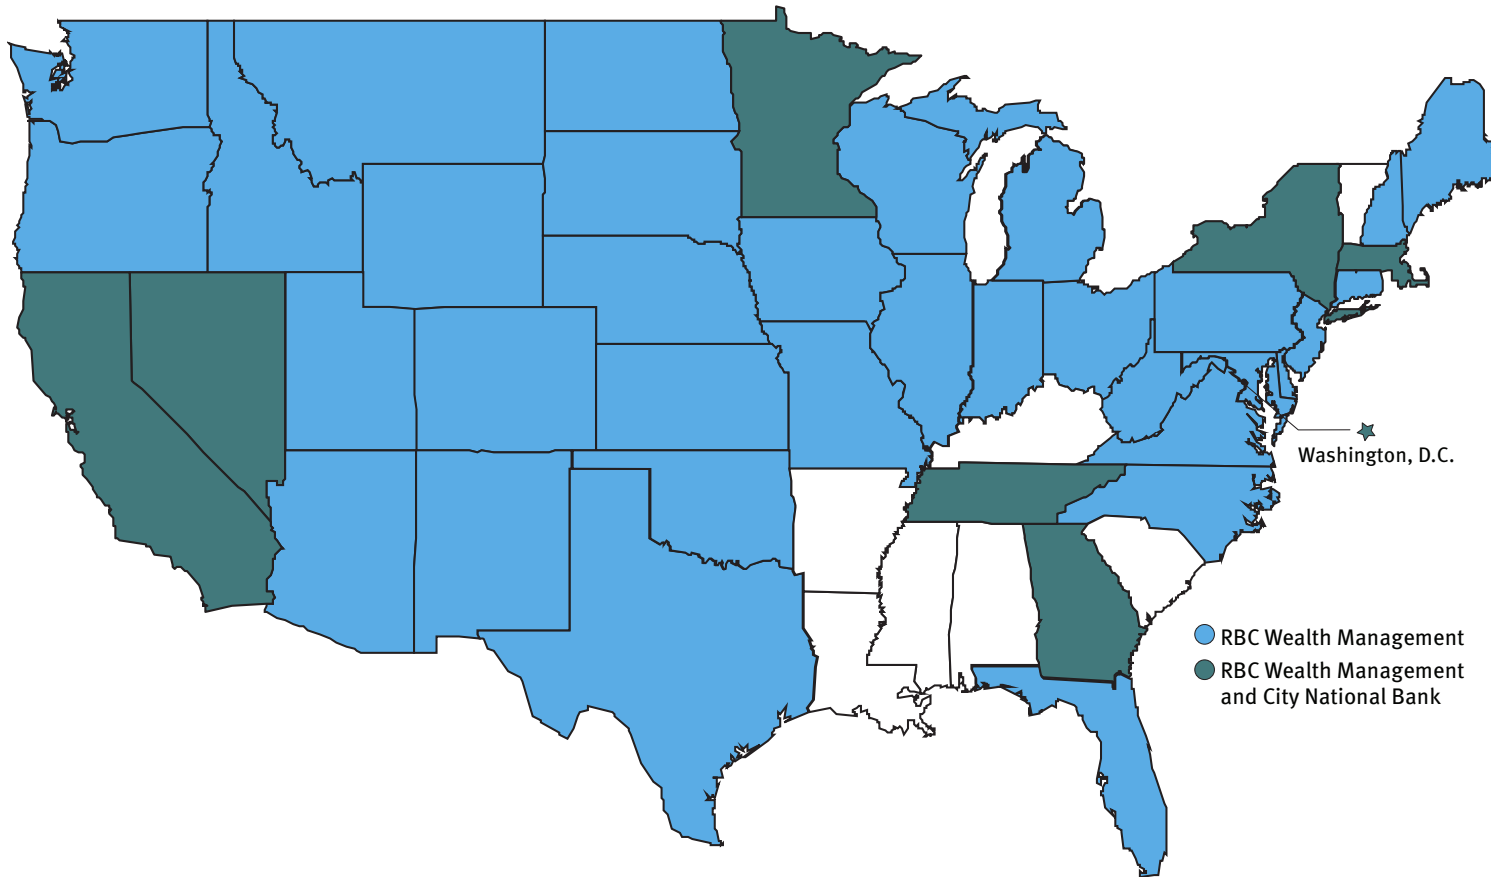 Washington, D.C.
RBC Wealth Management
RBC Wealth Management
and City National Bank